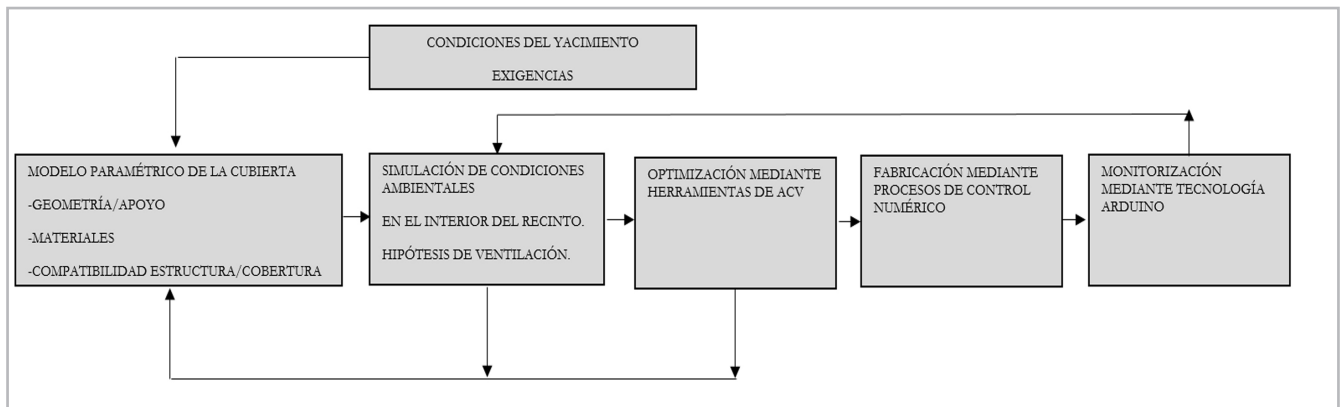 CONDICIONES DEL YACIMIENTO
EXIGENCIAS
MODELO PARAMÉTRICO DE LA CUBIERTA
-GEOMETRÍA/APOYO
-MATERIALES
-COMPATIBILIDAD ESTRUCTURA/COBERTURA
SIMULACIÓN DE CONDICIONES
AMBIENTALES
EN EL INTERIOR DEL RECINTO.
HIPÓTESIS DE VENTILACIÓN.
OPTIMIZACIÓN MEDIANTE
HERRAMIENTAS DE ACV
FABRICACIÓN MEDIANTE
PROCESOS DE CONTROL
NUMÉRICO
MONITORIZACIÓN
MEDIANTE TECNOLOGÍA
ARDUINO